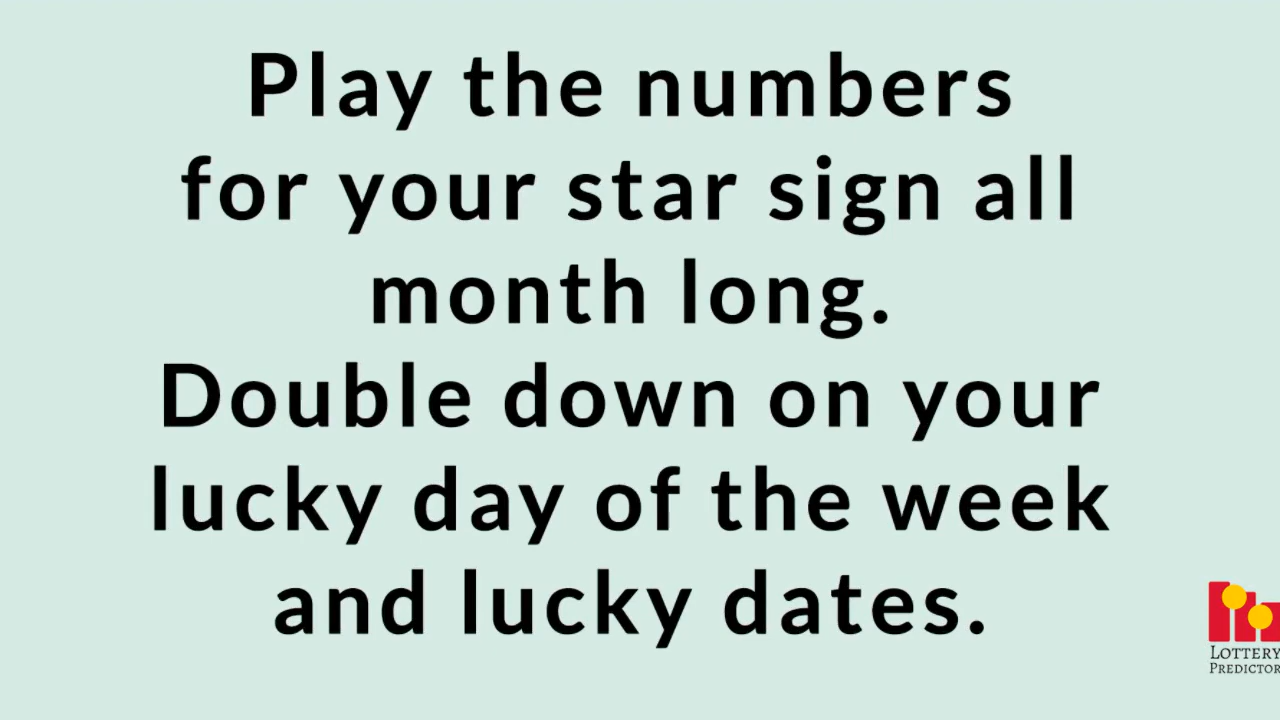 Play the numbers
for your star sign all
month long.
Double down on your
lucky day of the week
and lucky dates.
LOTTERY
PREDICTOR